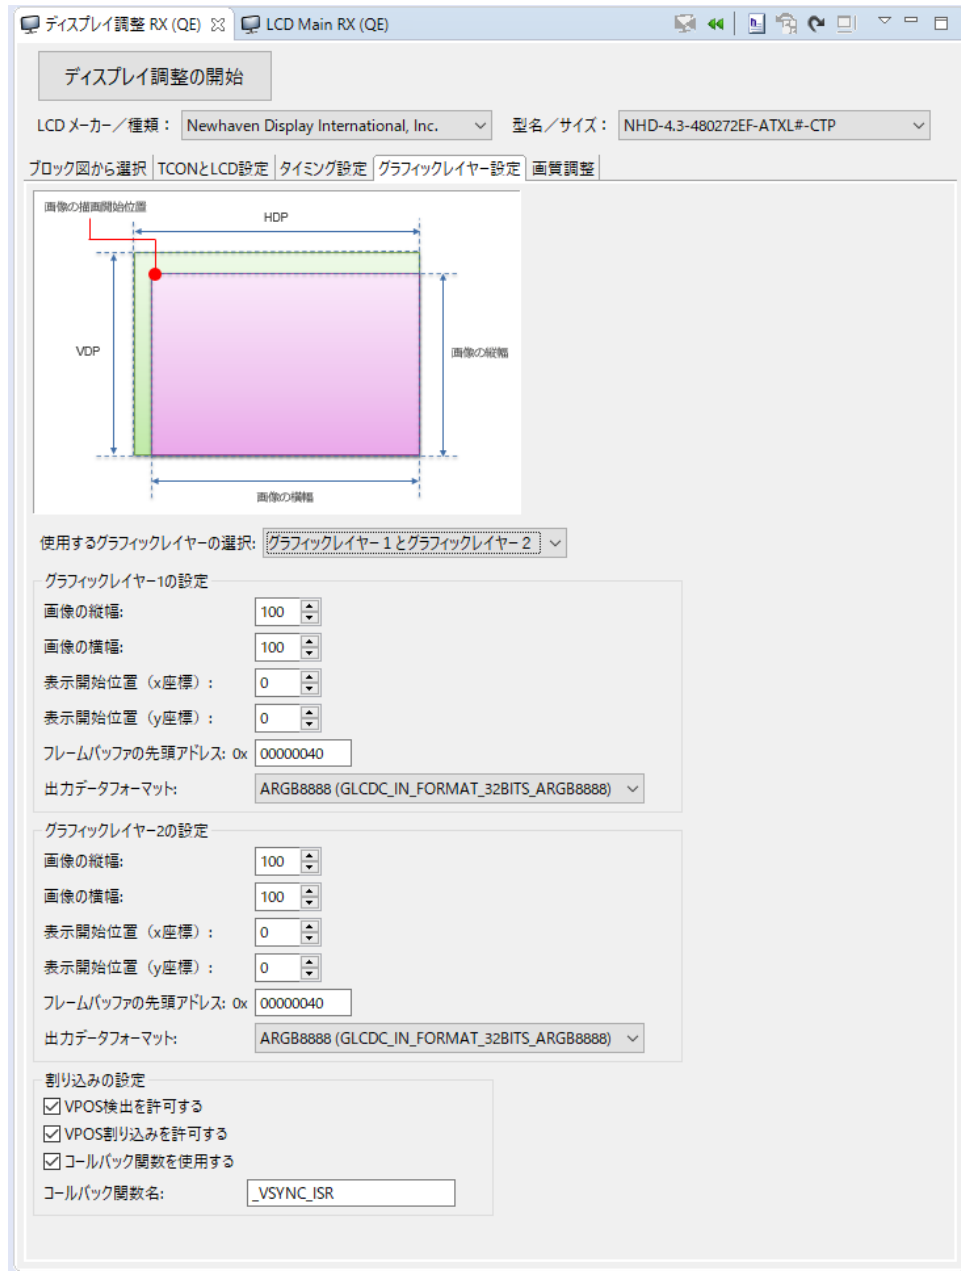 ディスプレイ調整 RX (QE) LCD Main RX (QE)
ディスプレイ調整の開始
LCD メーカー／種類： Newhaven Display International, Inc. 型名／サイズ： NHD-4.3-480272EF-ATXL#-CTP
ブロック図から選択 TCONとLCD設定 タイミング設定 グラフィックレイヤー設定 画質調整
画像の描画開始位置
HDP
VDP
画像の縦幅
画像の横幅
使用するグラフィックレイヤーの選択: グラフィックレイヤー１とグラフィックレイヤー２
グラフィックレイヤー1の設定
画像の縦幅: 100
画像の横幅: 100
表示開始位置（x座標）: 0
表示開始位置（y座標）: 0
フレームバッファの先頭アドレス: 0x 00000040
出力データフォーマット: ARGB8888 (GLCDC_IN_FORMAT_32BITS_ARGB8888)
グラフィックレイヤー2の設定
画像の縦幅: 100
画像の横幅: 100
表示開始位置（x座標）: 0
表示開始位置（y座標）: 0
フレームバッファの先頭アドレス: 0x 00000040
出力データフォーマット: ARGB8888 (GLCDC_IN_FORMAT_32BITS_ARGB8888)
割り込みの設定
VPOS検出を許可する
VPOS割り込みを許可する
コールバック関数を使用する
コールバック関数名: _VSYNC_ISR